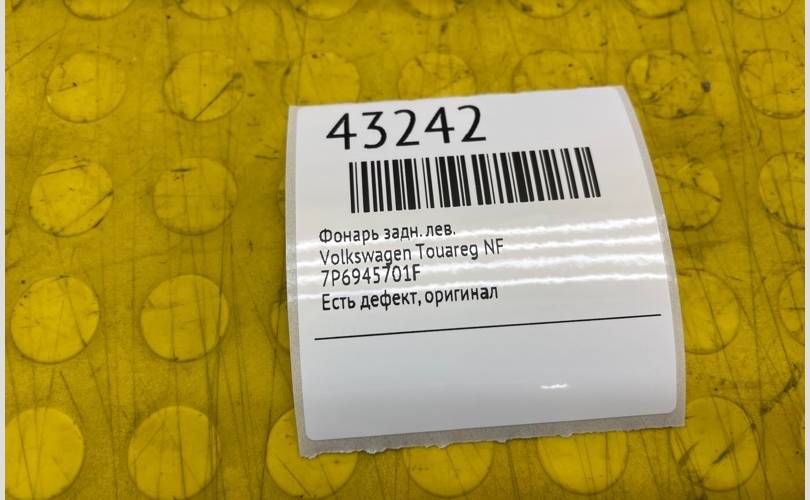 43242
Фонарь задн. лев.
Volkswagen Touareg NF
7P6945701F
Есть дефект, оригинал